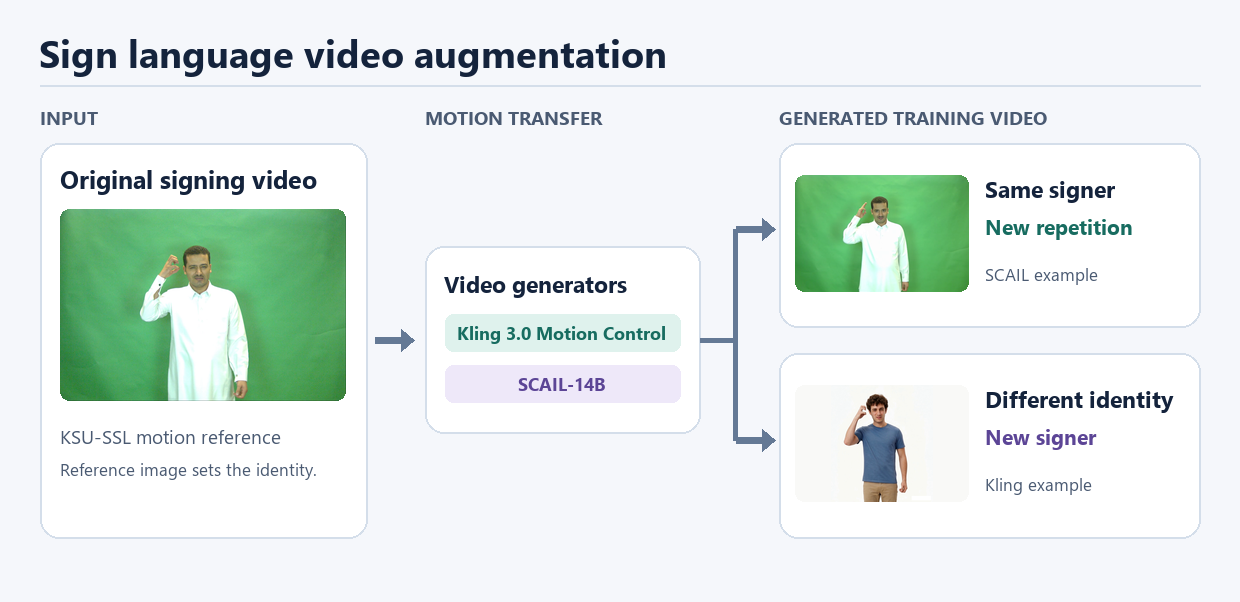 Sign language video augmentation
INPUT
MOTION TRANSFER
GENERATED TRAINING VIDEO
Original signing video
KSU-SSL motion reference
Reference image sets the identity.
Video generators
Kling 3.0 Motion Control
SCAIL-14B
Same signer
New repetition
SCAIL example
Different identity
New signer
Kling example